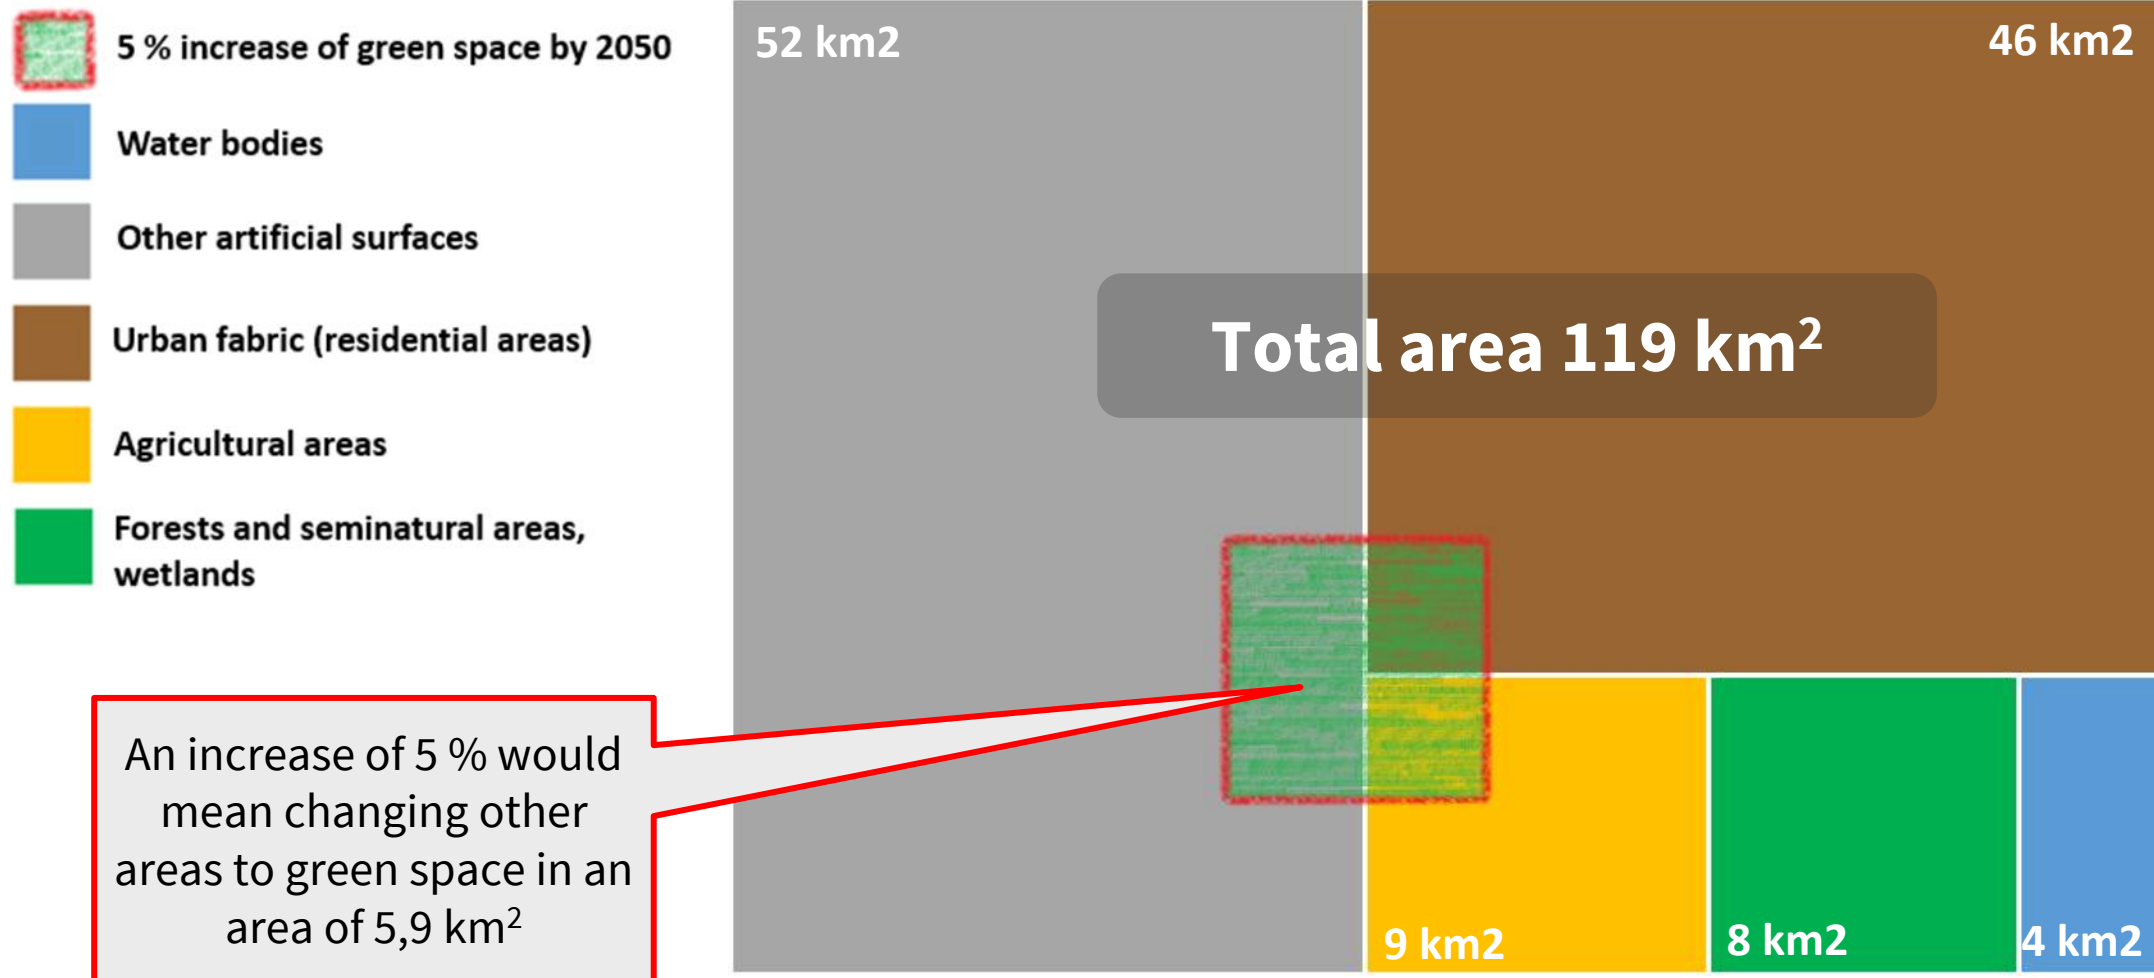 5 % increase of green space by 2050
Water bodies
Other artificial surfaces
Urban fabric (residential areas)
Agricultural areas
Forests and seminatural areas,
wetlands
An increase of 5 % would
mean changing other
areas to green space in an
area of 5,9 km²
52 km2
46 km2
Total area 119 km²
9 km2
8 km2
4 km2